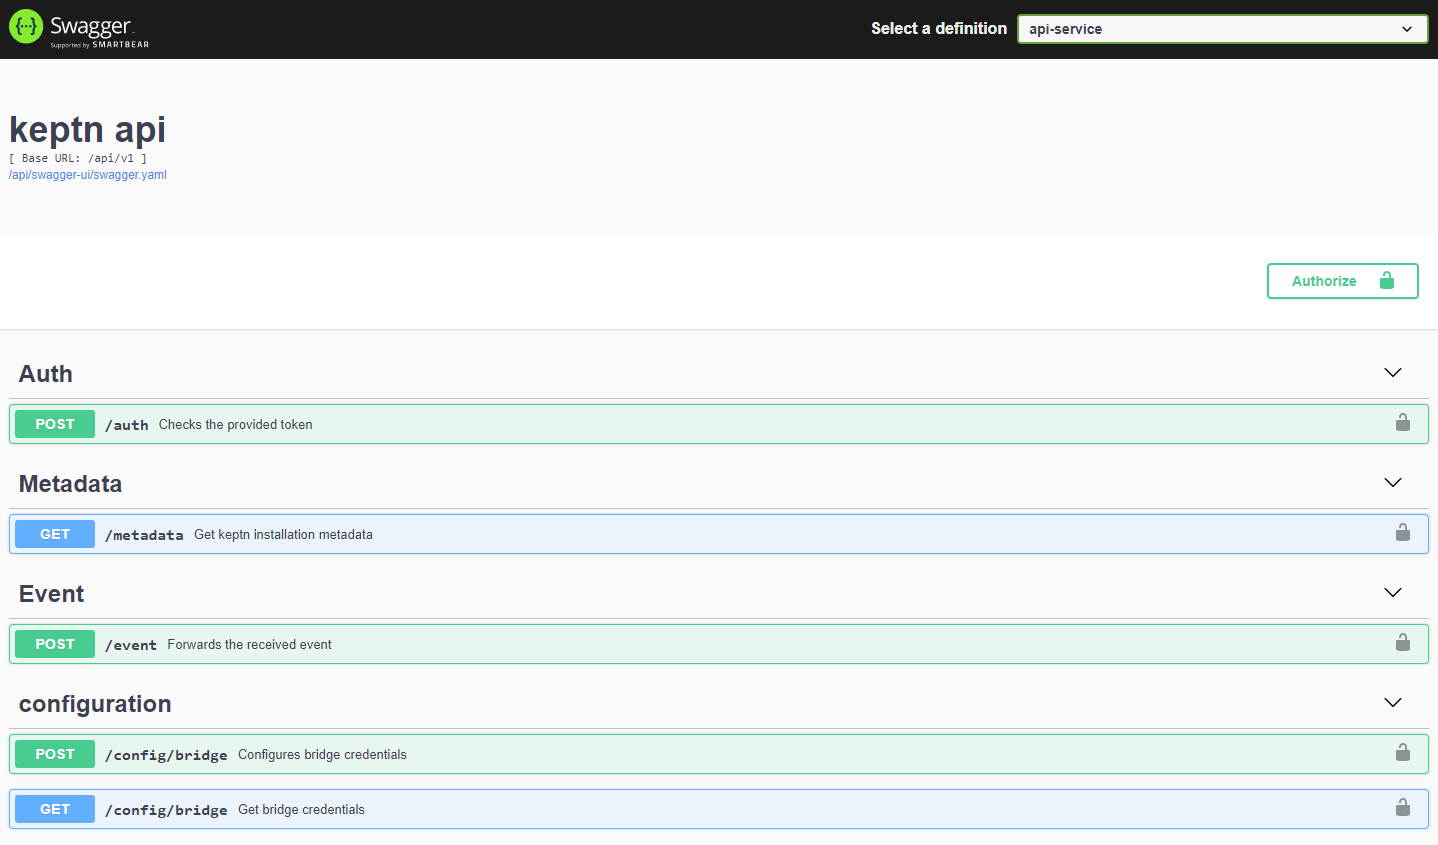 Swagger.
Supported by SMARTBEAR
Select a definition
api-service
keptn api
[ Base URL: /api/v1 ]
/api/swagger-ui/swagger.yaml
Authorize
Auth
POST /auth Checks the provided token
Metadata
GET /metadata Get keptn installation metadata
Event
POST /event Forwards the received event
configuration
POST /config/bridge Configures bridge credentials
GET /config/bridge Get bridge credentials